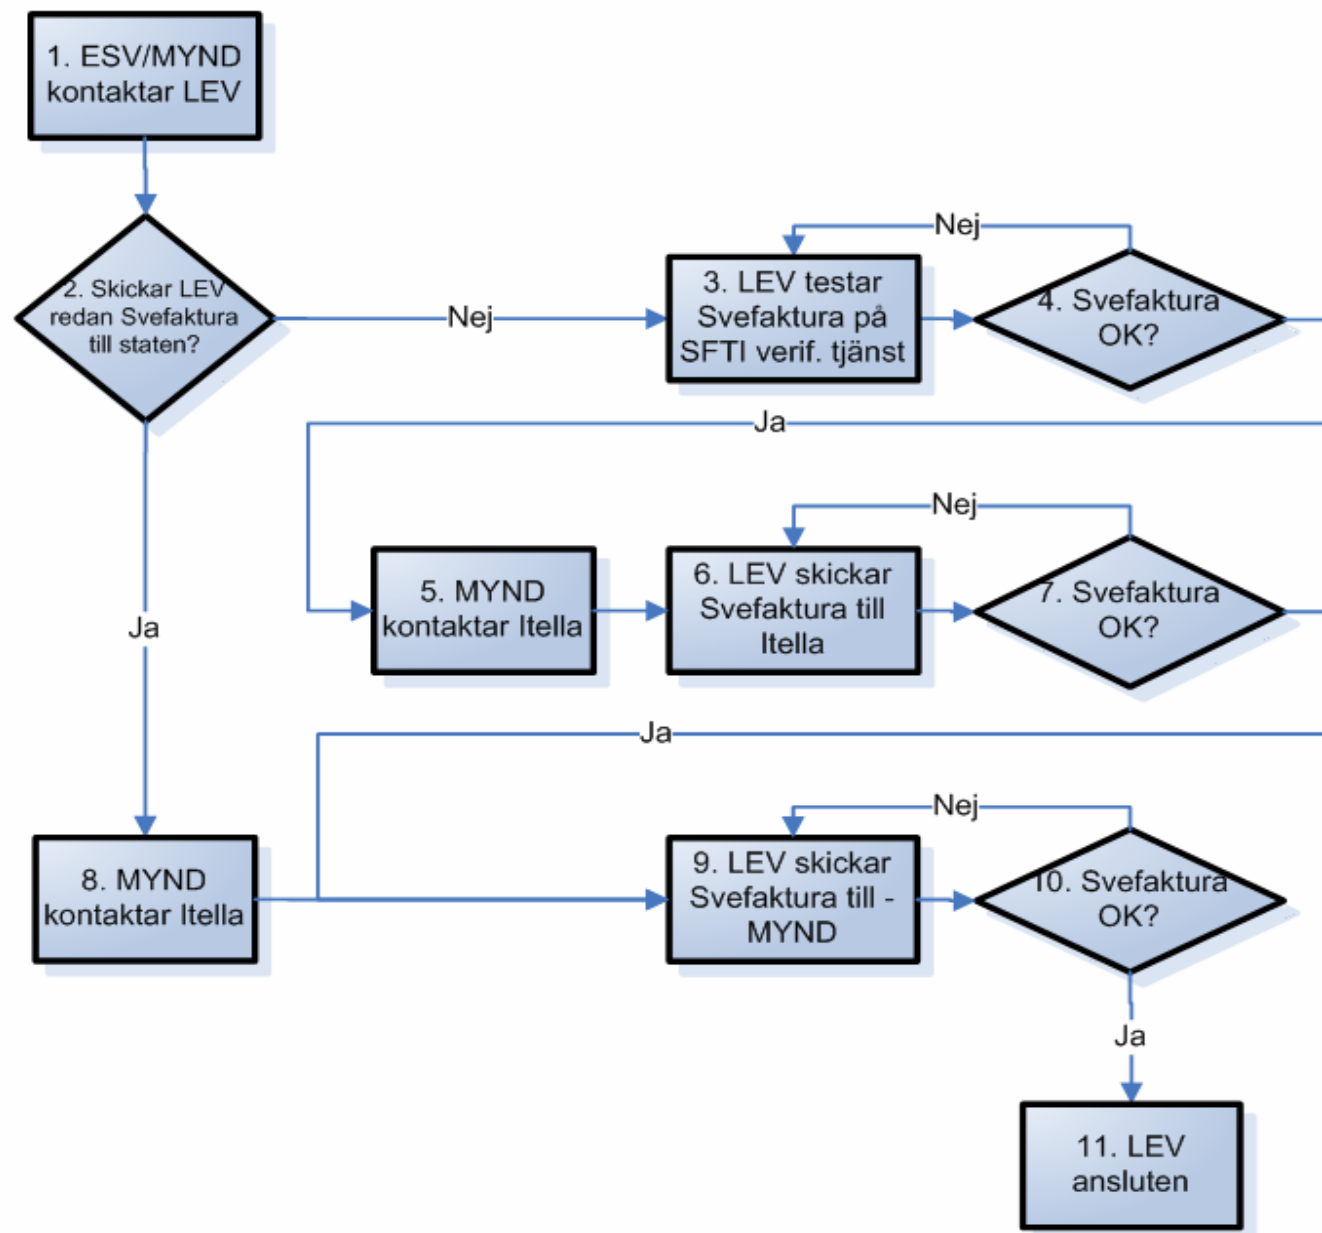 1. ESV/MYND
kontaktar LEV
2. Skickar LEV
redan Svefaktura
till staten?
Nej
3. LEV testar
Svefaktura på
SFTI verif. tjänst
Nej
4. Svefaktura
OK?
Ja
5. MYND
kontaktar Itella
6. LEV skickar
Svefaktura till
Itella
Nej
7. Svefaktura
OK?
Ja
Ja
8. MYND
kontaktar Itella
9. LEV skickar
Svefaktura till -
MYND
Nej
10. Svefaktura
OK?
Ja
11. LEV
ansluten